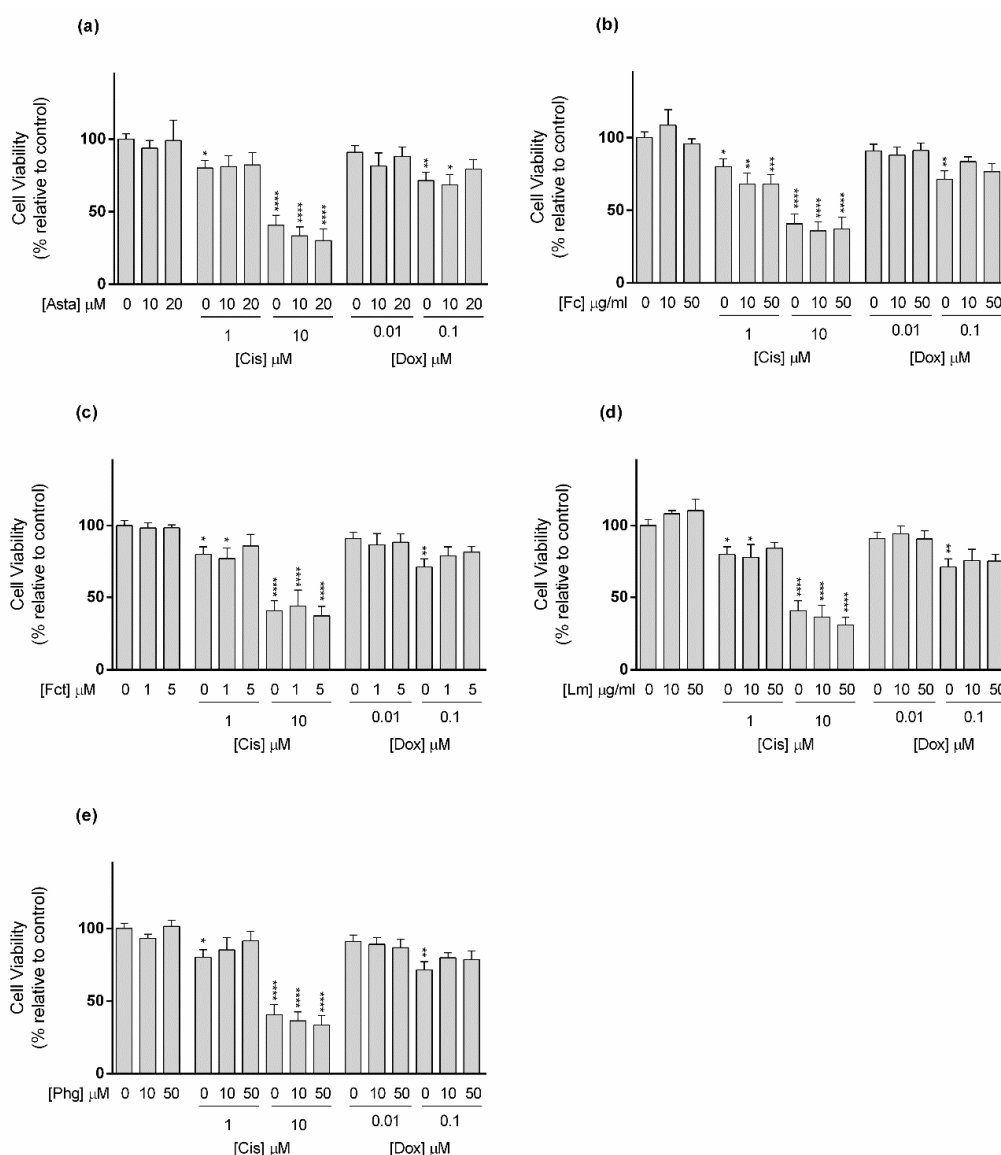 (a)
100
50
0
Cell Viability
(% relative to control)
* **** **** **** ** *
[Asta] μM 0 10 20 0 10 20 0 10 20 0 10 20 0 10 20
1 10 0.01 0.1
[Cis] μM [Dox] μM
(b)
100
50
0
Cell Viability
(% relative to control)
* ** *** **** **** **** **
[Fc] μg/ml 0 10 50 0 10 50 0 10 50 0 10 50 0 10 50
1 10 0.01 0.1
[Cis] μM [Dox] μM
(c)
100
50
0
Cell Viability
(% relative to control)
* * **** **** **** **
[Fct] μM 0 1 5 0 1 5 0 1 5 0 1 5 0 1 5
1 10 0.01 0.1
[Cis] μM [Dox] μM
(d)
100
50
0
Cell Viability
(% relative to control)
* * **** **** **** **
[Lm] μg/ml 0 10 50 0 10 50 0 10 50 0 10 50 0 10 50
1 10 0.01 0.1
[Cis] μM [Dox] μM
(e)
100
50
0
Cell Viability
(% relative to control)
* **** **** **** **
[Phg] μM 0 10 50 0 10 50 0 10 50 0 10 50 0 10 50
1 10 0.01 0.1
[Cis] μM [Dox] μM